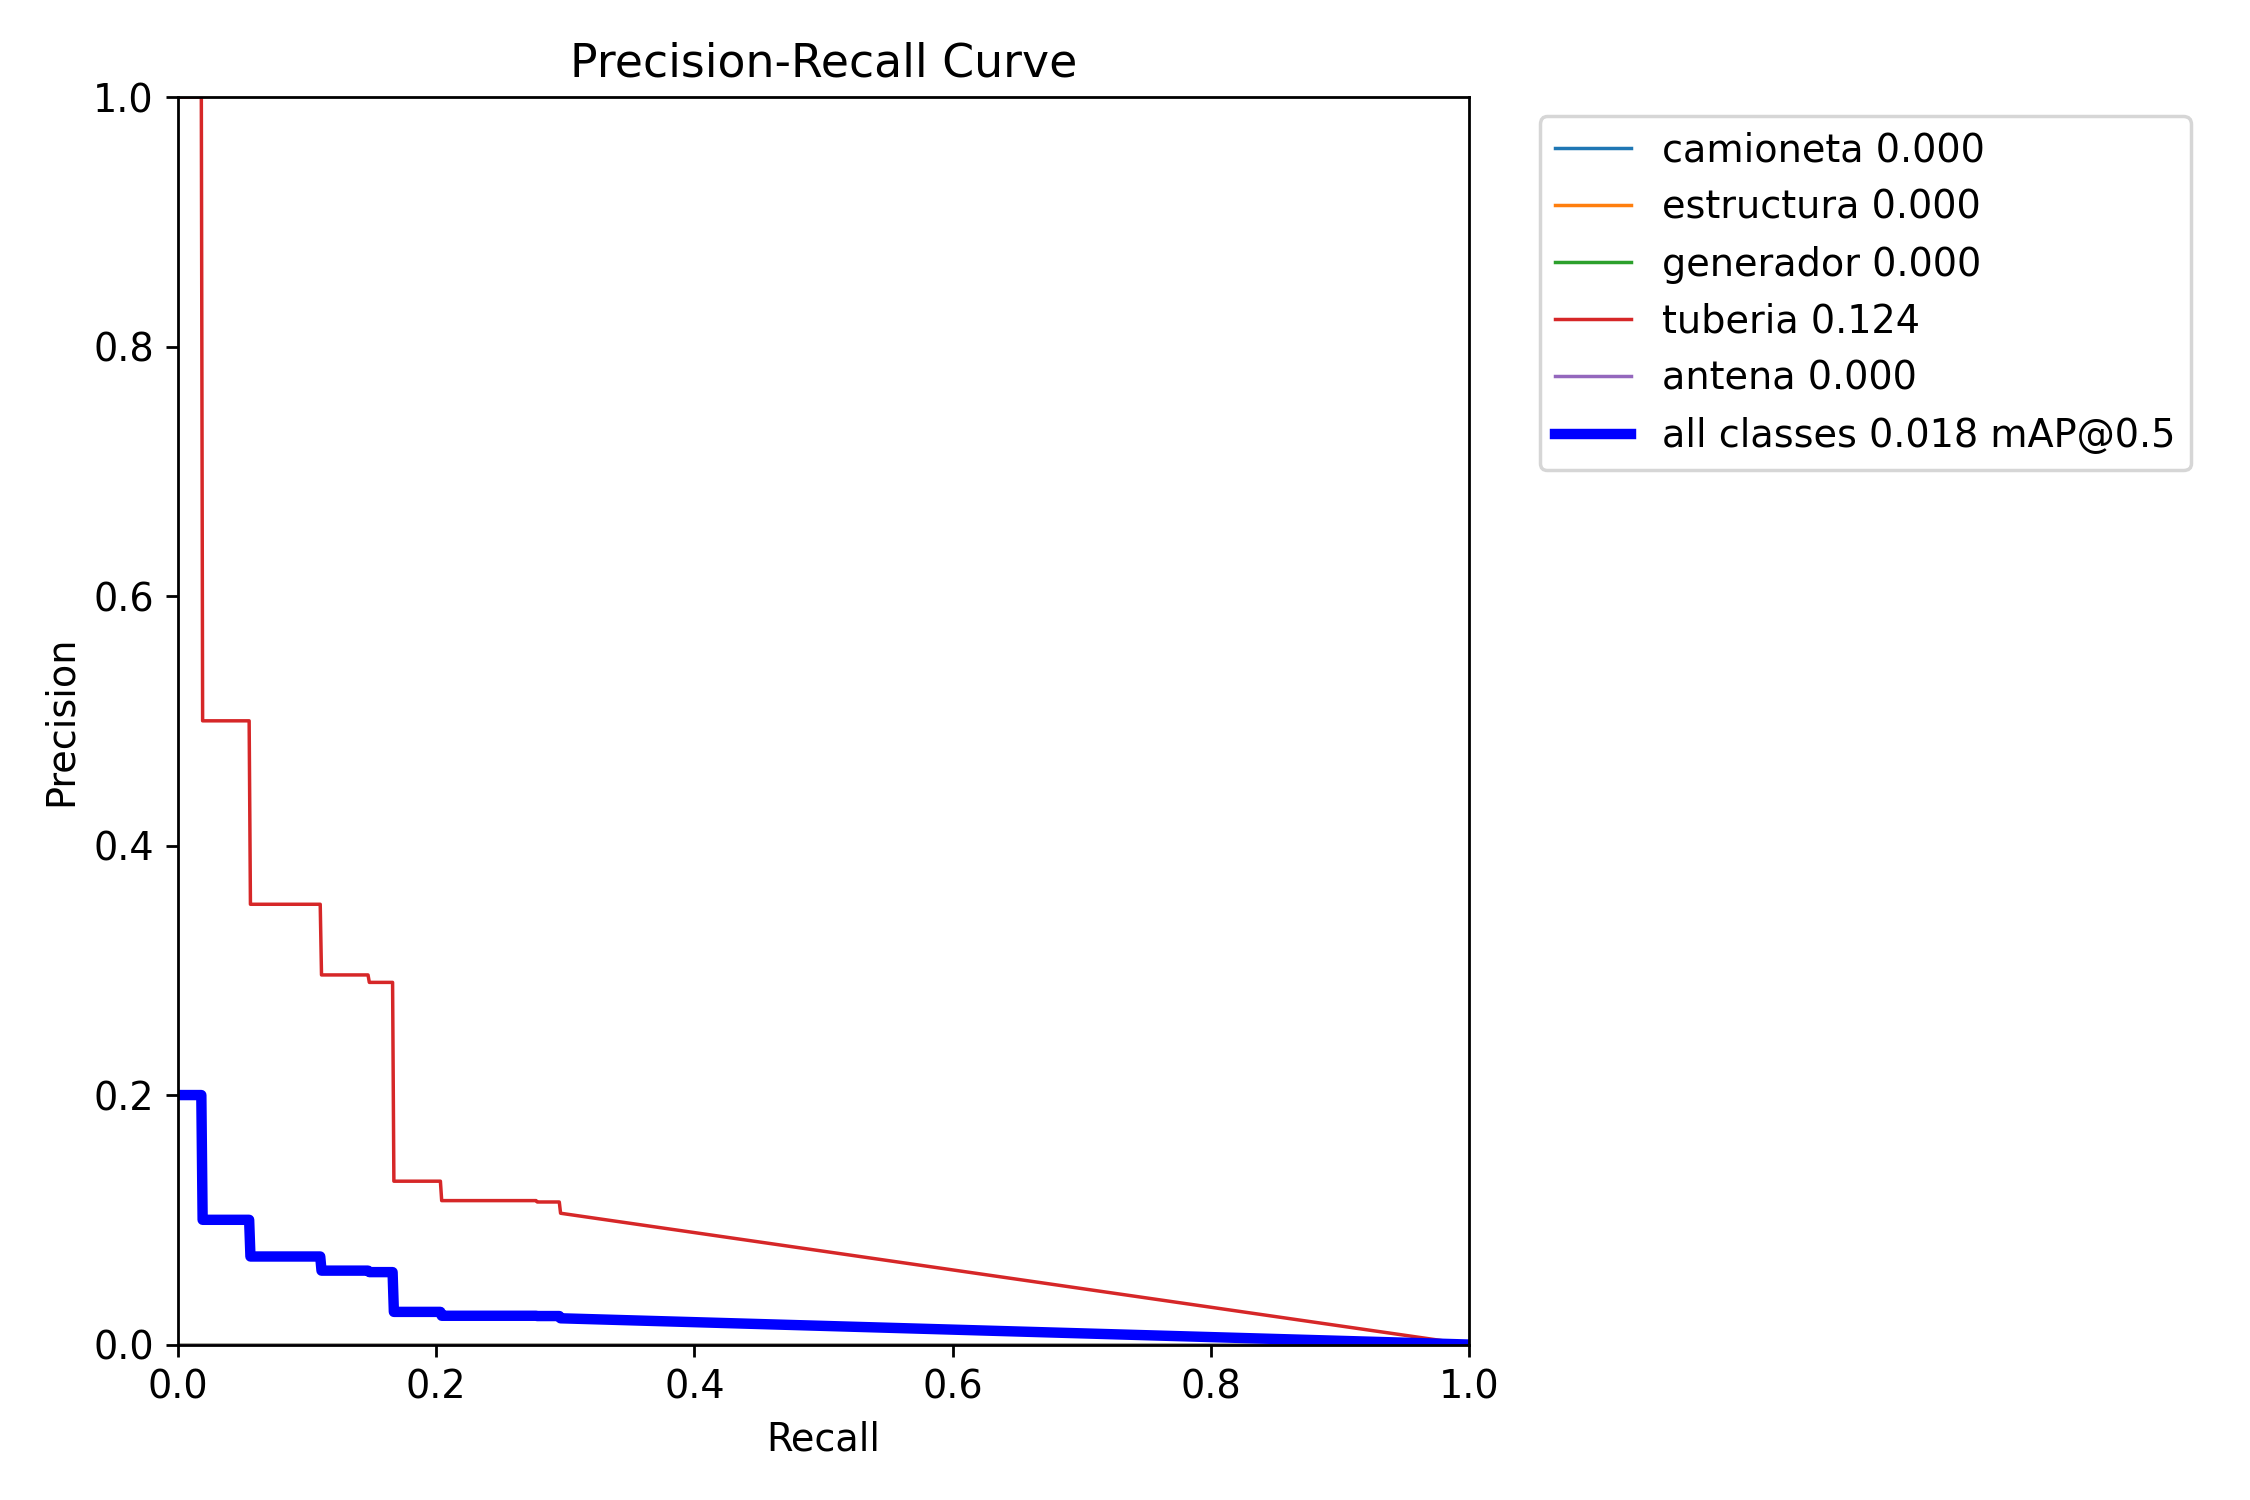 Precision-Recall Curve
1.0
0.8
0.6
0.4
0.2
0.0
Precision
0.0 0.2 0.4 0.6 0.8 1.0
Recall
camioneta 0.000
estructura 0.000
generador 0.000
tuberia 0.124
antena 0.000
all classes 0.018 mAP@0.5